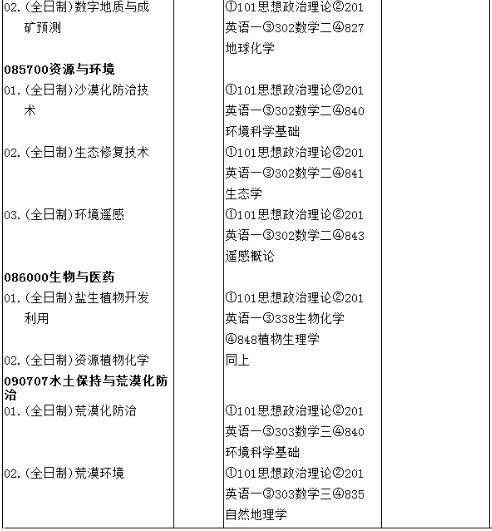 02.(全日制)数字地质与成 ①101思想政治理论②201
矿预测 英语一③302数学二④827
地球化学
085700资源与环境
01.(全日制)沙漠化防治技 ①101思想政治理论②201
术 英语一③302数学二④840
环境科学基础
02.(全日制)生态修复技术 ①101思想政治理论②201
英语一③302数学二④841
生态学
03.(全日制)环境遥感 ①101思想政治理论②201
英语一③302数学二④843
遥感概论
086000生物与医药
01.(全日制)盐生植物开发 ①101思想政治理论②201
利用 英语一③338生物化学
④848植物生理学
02.(全日制)资源植物化学 同上
090707水土保持与荒漠化防
治
01.(全日制)荒漠化防治 ①101思想政治理论②201
英语一③303数学三④840
环境科学基础
02.(全日制)荒漠环境 ①101思想政治理论②201
英语一③303数学三④835
自然地理学